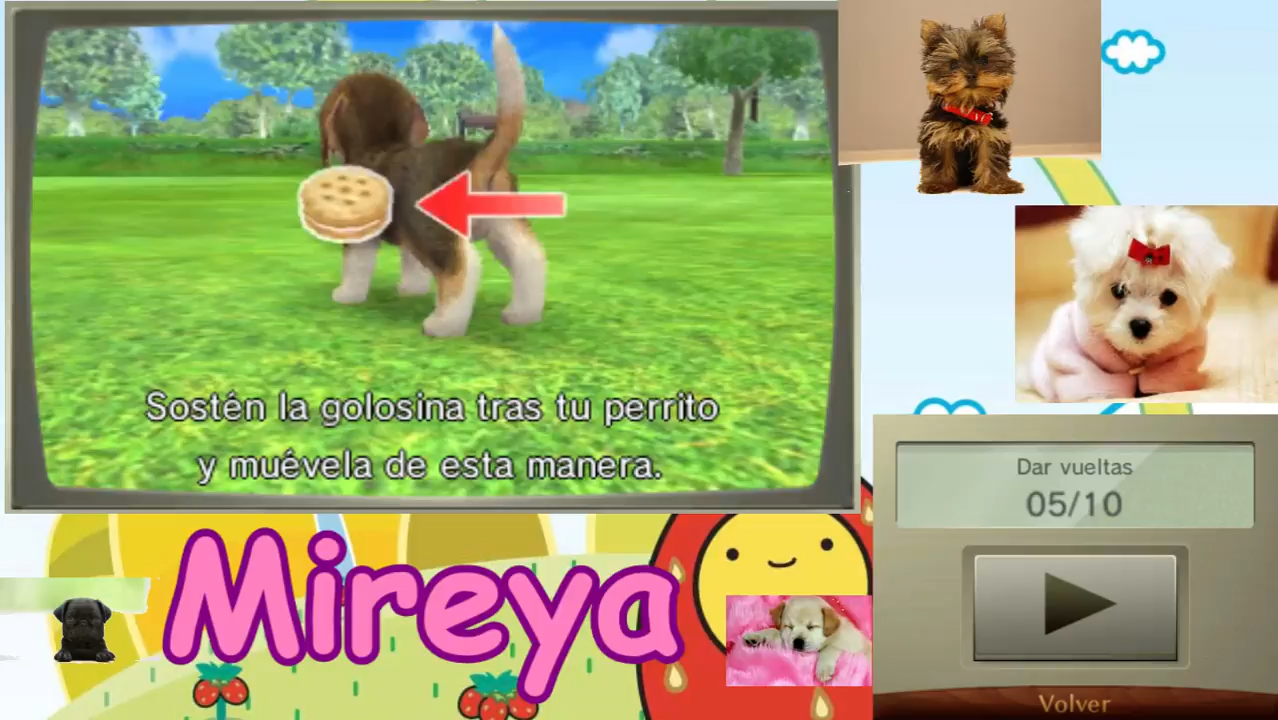 Sostén la golosina tras tu perrito
y muévela de esta manera.
Dar vueltas
05/10
Mireya
Volver